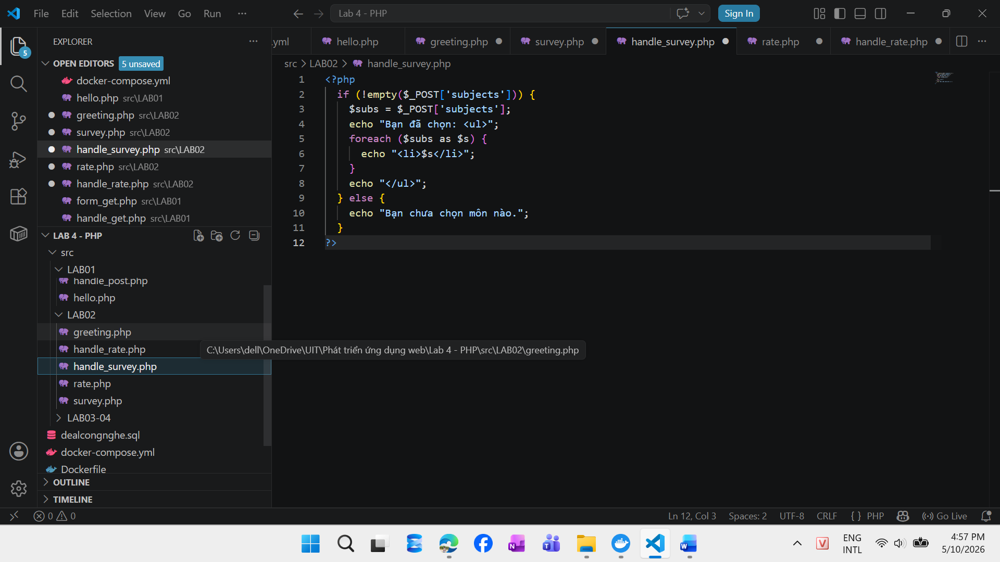 File Edit Selection View Go Run ···
Lab 4 - PHP
Sign In
EXPLORER
.yml
hello.php
greeting.php
survey.php
handle_survey.php
rate.php
handle_rate.php
OPEN EDITORS 5 unsaved
docker-compose.yml
hello.php src\LAB01
greeting.php src\LAB02
survey.php src\LAB02
handle_survey.php src\LAB02
rate.php src\LAB02
handle_rate.php src\LAB02
form_get.php src\LAB01
handle_get.php src\LAB01
LAB 4 - PHP
src
LAB01
handle_post.php
hello.php
LAB02
greeting.php
handle_rate.php
handle_survey.php
rate.php
survey.php
LAB03-04
dealcongnghe.sql
docker-compose.yml
Dockerfile
OUTLINE
TIMELINE
5
src > LAB02 > handle_survey.php
1 <?php
2 if (!empty($_POST['subjects'])) {
3 $subs = $_POST['subjects'];
4 echo "Bạn đã chọn: <ul>";
5 foreach ($subs as $s) {
6 echo "<li>$s</li>";
7 }
8 echo "</ul>";
9 } else {
10 echo "Bạn chưa chọn môn nào.";
11 }
12 ?>
C:\Users\dell\OneDrive\UIT\Phát triển ứng dụng web\Lab 4 - PHP\src\LAB02\greeting.php
0 0
Ln 12, Col 3 Spaces: 2 UTF-8 CRLF { } PHP Go Live
ENG
INTL
4:57 PM
5/10/2026